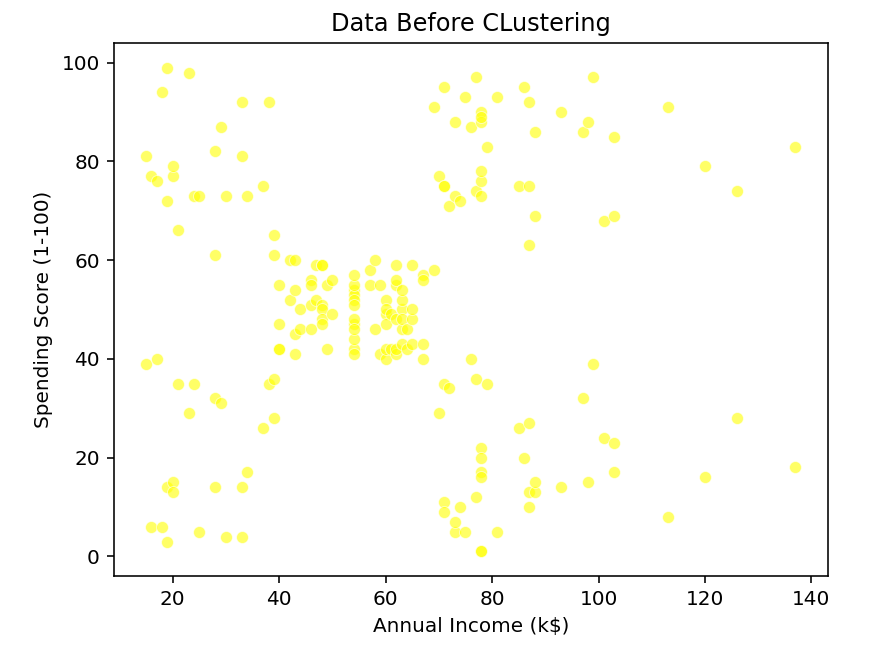 Data Before CLustering
100
80
60
40
20
0
Spending Score (1-100)
20 40 60 80 100 120 140
Annual Income (k$)